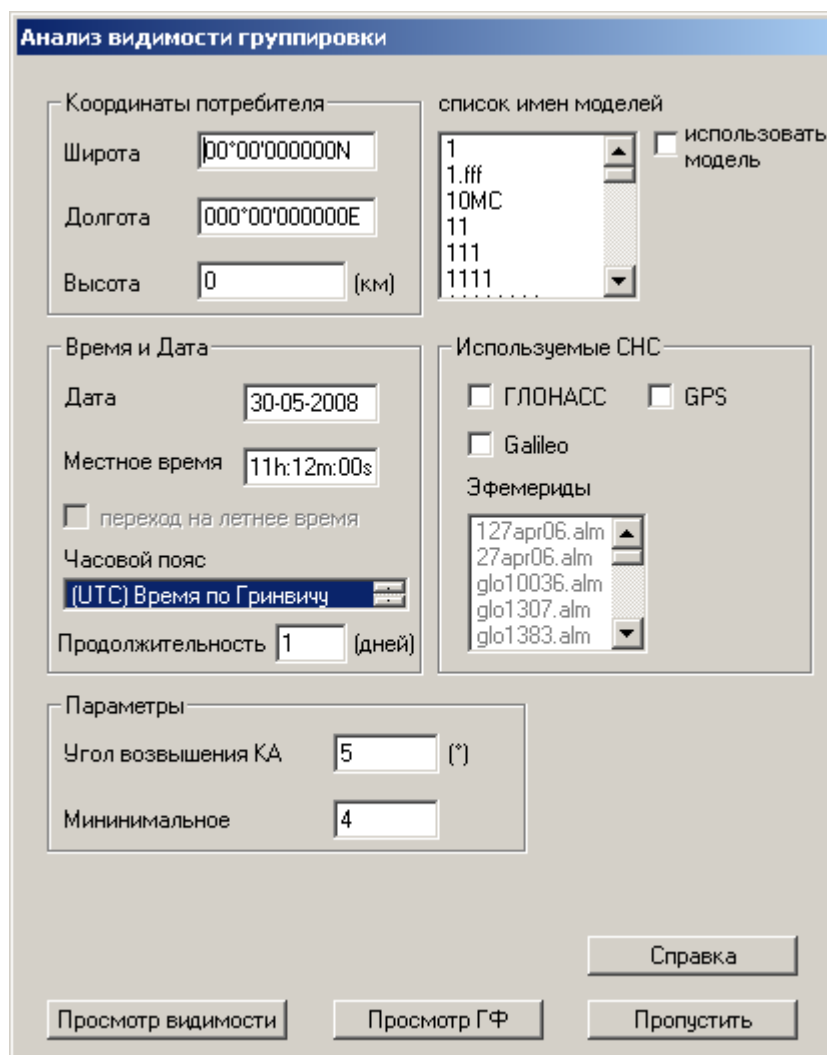 Анализ видимости группировки
Координаты потребителя
Широта 00°00'000000N
Долгота 000°00'000000E
Высота 0 (км)
список имен моделей
1
1.fff
10MC
11
111
1111
использовать
модель
Время и Дата
Дата 30-05-2008
Местное время 11h:12m:00s
переход на летнее время
Часовой пояс
(UTC) Время по Гринвичу
Продолжительность 1 (дней)
Используемые СНС
ГЛОНАСС GPS
Galileo
Эфемериды
127apr06.alm
27apr06.alm
glo10036.alm
glo1307.alm
glo1383.alm
Параметры
Угол возвышения КА 5 (°)
Мининимальное 4
Справка
Просмотр видимости Просмотр ГФ Пропустить